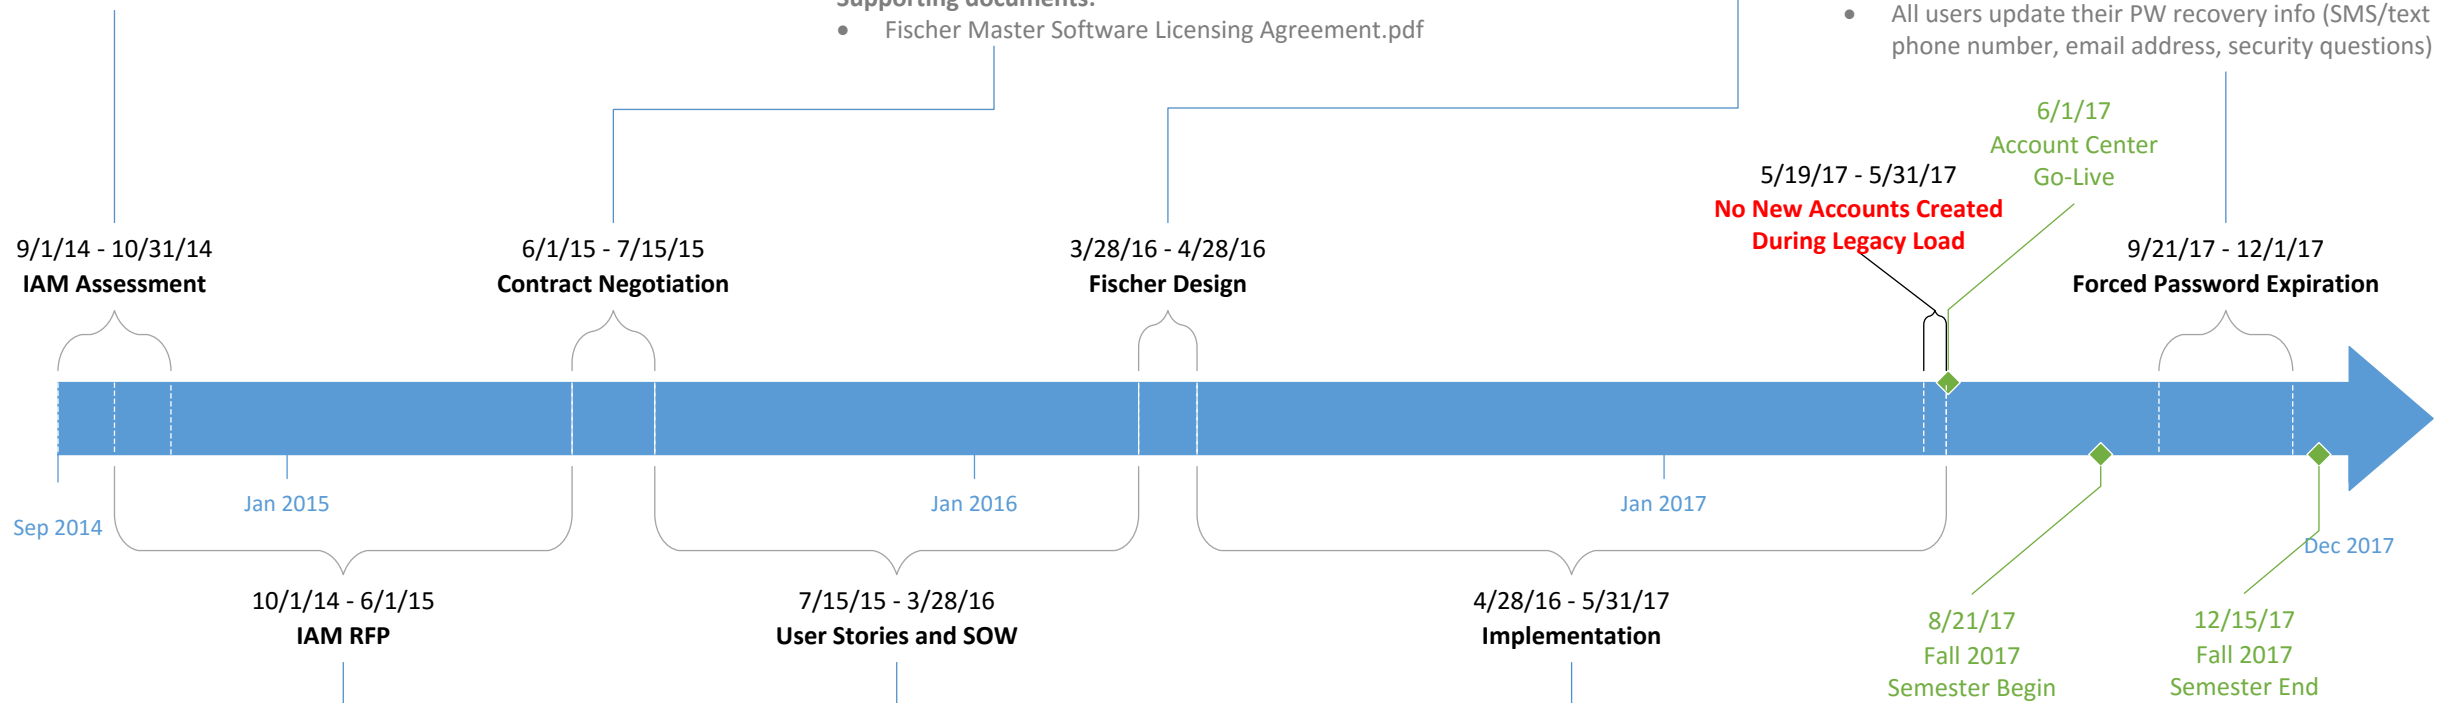 Supporting documents:
• Fischer Master Software Licensing Agreement.pdf
• All users update their PW recovery info (SMS/text
phone number, email address, security questions)
6/1/17
Account Center
Go-Live
5/19/17 - 5/31/17
No New Accounts Created
During Legacy Load
9/1/14 - 10/31/14
IAM Assessment
6/1/15 - 7/15/15
Contract Negotiation
3/28/16 - 4/28/16
Fischer Design
9/21/17 - 12/1/17
Forced Password Expiration
Sep 2014
Jan 2015
Jan 2016
Jan 2017
Dec 2017
10/1/14 - 6/1/15
IAM RFP
7/15/15 - 3/28/16
User Stories and SOW
4/28/16 - 5/31/17
Implementation
8/21/17
Fall 2017
Semester Begin
12/15/17
Fall 2017
Semester End